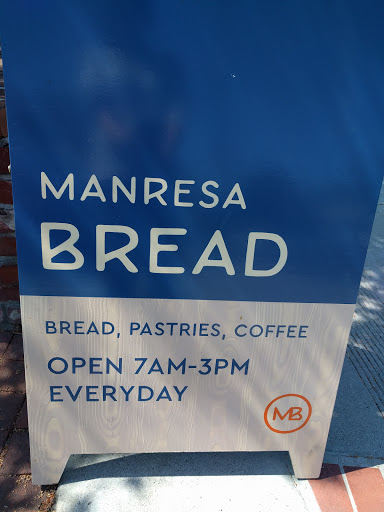 MANRESA
BREAD
BREAD, PASTRIES, COFFEE
OPEN 7AM-3PM
EVERYDAY
MB